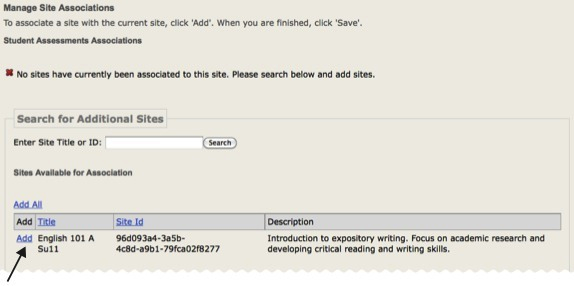 Manage Site Associations
To associate a site with the current site, click 'Add'. When you are finished, click 'Save'.
Student Assessments Associations
No sites have currently been associated to this site. Please search below and add sites.
Search for Additional Sites
Enter Site Title or ID: Search
Sites Available for Association
Add All
Add Title Site Id Description
Add English 101 A 96d093a4-3a5b- Introduction to expository writing. Focus on academic research and
Su11 4c8d-a9b1-79fca02f8277 developing critical reading and writing skills.